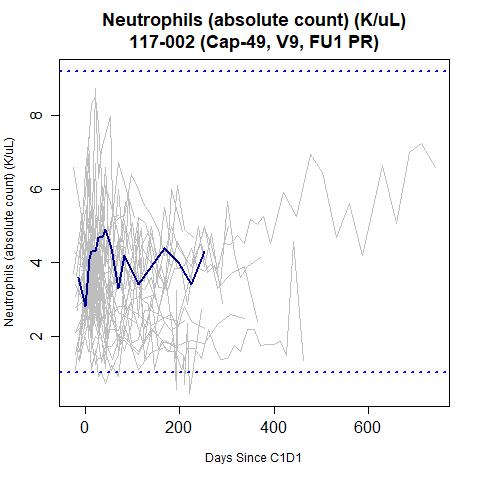 Neutrophils (absolute count) (K/uL)
117-002 (Cap-49, V9, FU1 PR)
Neutrophils (absolute count) (K/uL)
8
6
4
2
0 200 400 600
Days Since C1D1